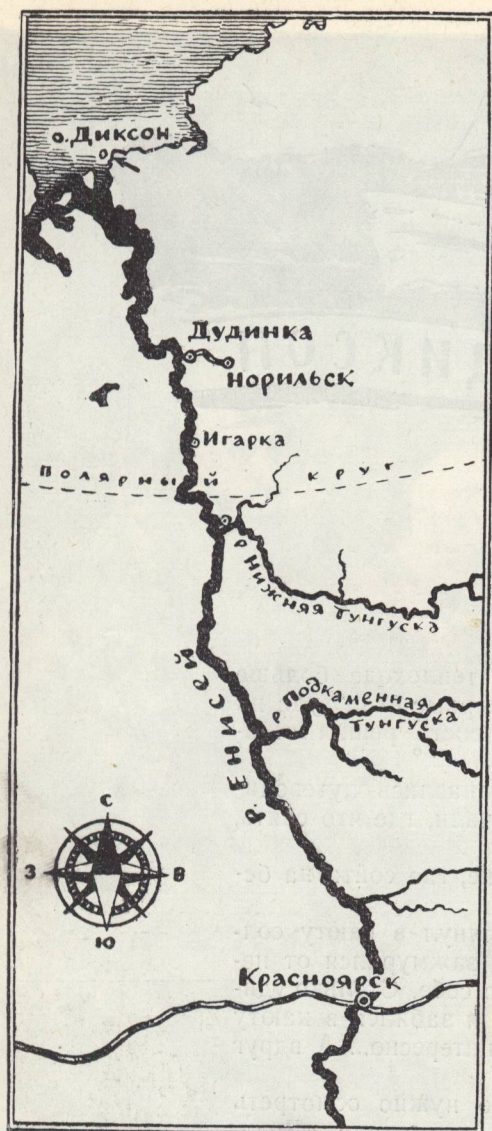 о. Диксон
Дудинка
Норильск
Игарка
Полярный круг
р. Нижняя Тунгуска
р. Подкаменная
Тунгуска
р. Енисей
С
З
В
Ю
Красноярск